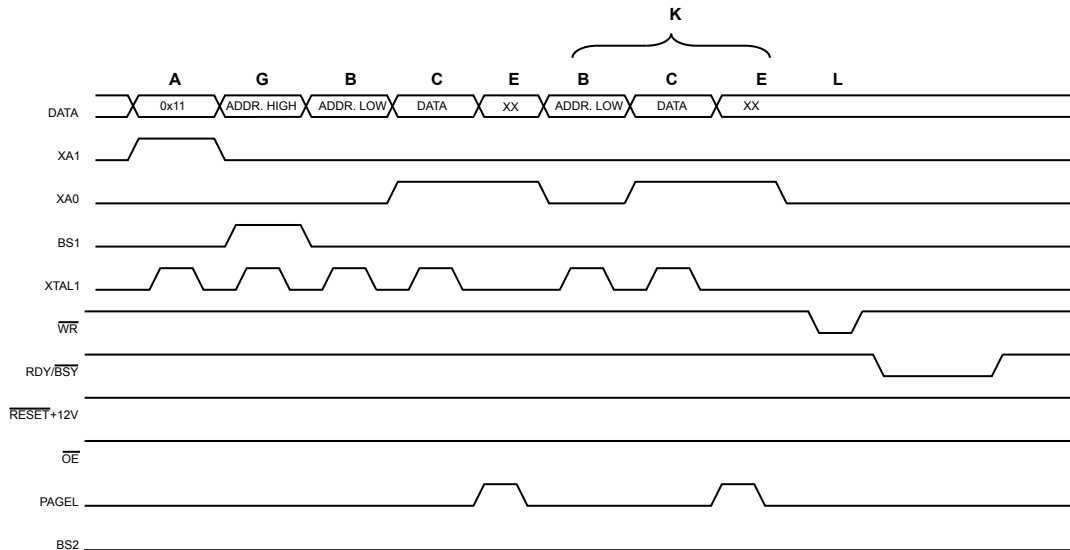 K
A G B C E B C E L
DATA 0x11 ADDR. HIGH ADDR. LOW DATA XX ADDR. LOW DATA XX
XA1
XA0
BS1
XTAL1
WR
RDY/BSY
RESET+12V
OE
PAGEL
BS2